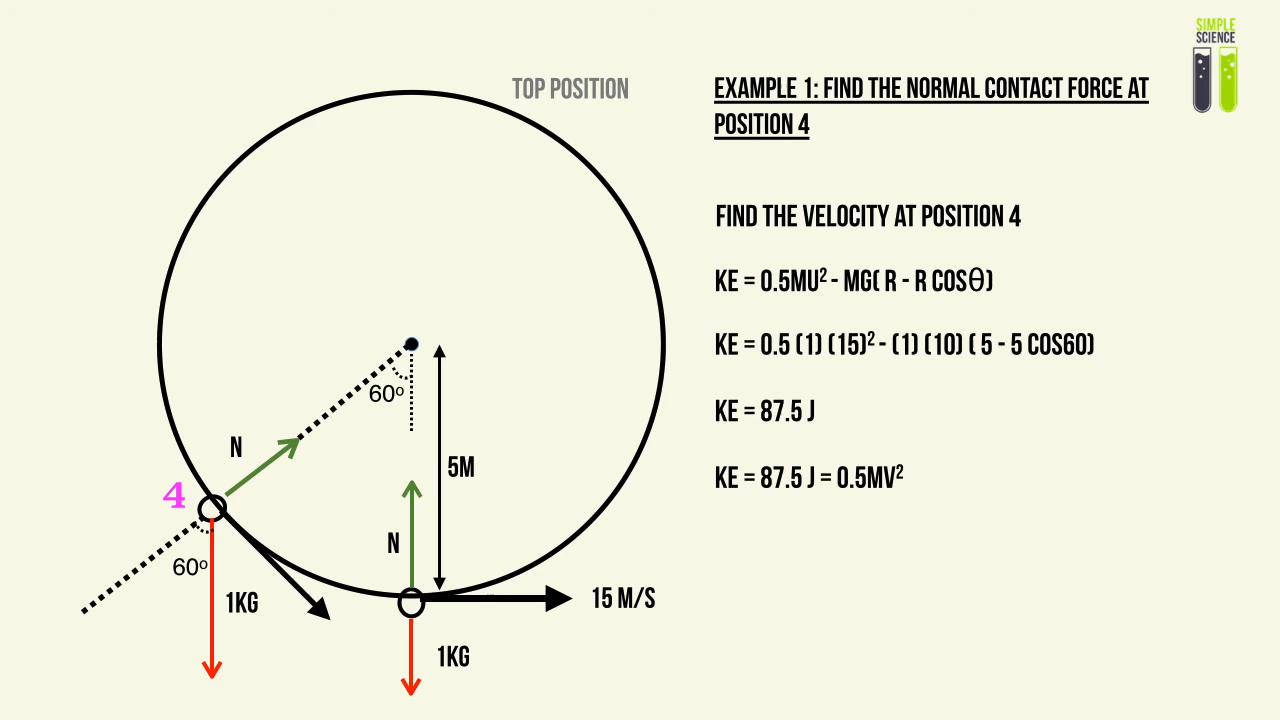 SIMPLE
SCIENCE
TOP POSITION
EXAMPLE 1: FIND THE NORMAL CONTACT FORCE AT
POSITION 4
FIND THE VELOCITY AT POSITION 4
KE = 0.5MU² - MG( R - R COSθ)
KE = 0.5 (1) (15)² - (1) (10) ( 5 - 5 COS60)
KE = 87.5 J
KE = 87.5 J = 0.5MV²
60º
N
5M
4
N
60º
1KG
15 M/S
1KG